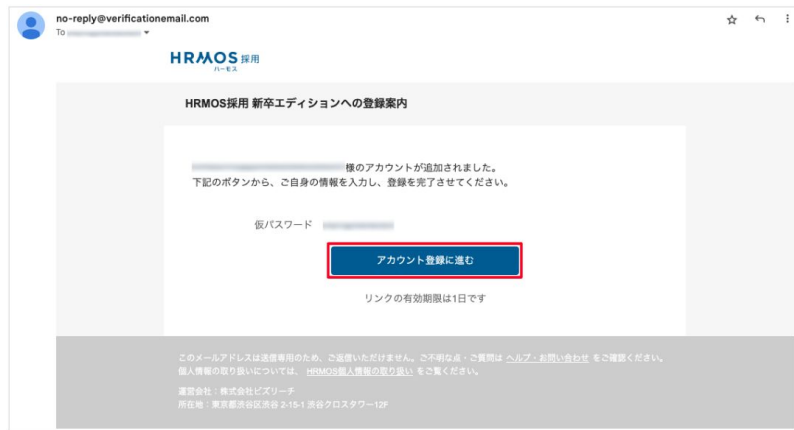 no-reply@verificationemail.com
To
HRMOS 採用
ハーモス
HRMOS採用 新卒エディションへの登録案内
様のアカウントが追加されました。
下記のボタンから、ご自身の情報を入力し、登録を完了させてください。
仮パスワード
アカウント登録に進む
リンクの有効期限は1日です
このメールアドレスは送信専用のため、ご返信いただけません。ご不明な点・ご質問は ヘルプ・お問い合わせ をご確認ください。
個人情報の取り扱いについては、 HRMOS個人情報の取り扱い をご覧ください。
運営会社：株式会社ビズリーチ
所在地：東京都渋谷区渋谷 2-15-1 渋谷クロスタワー12F